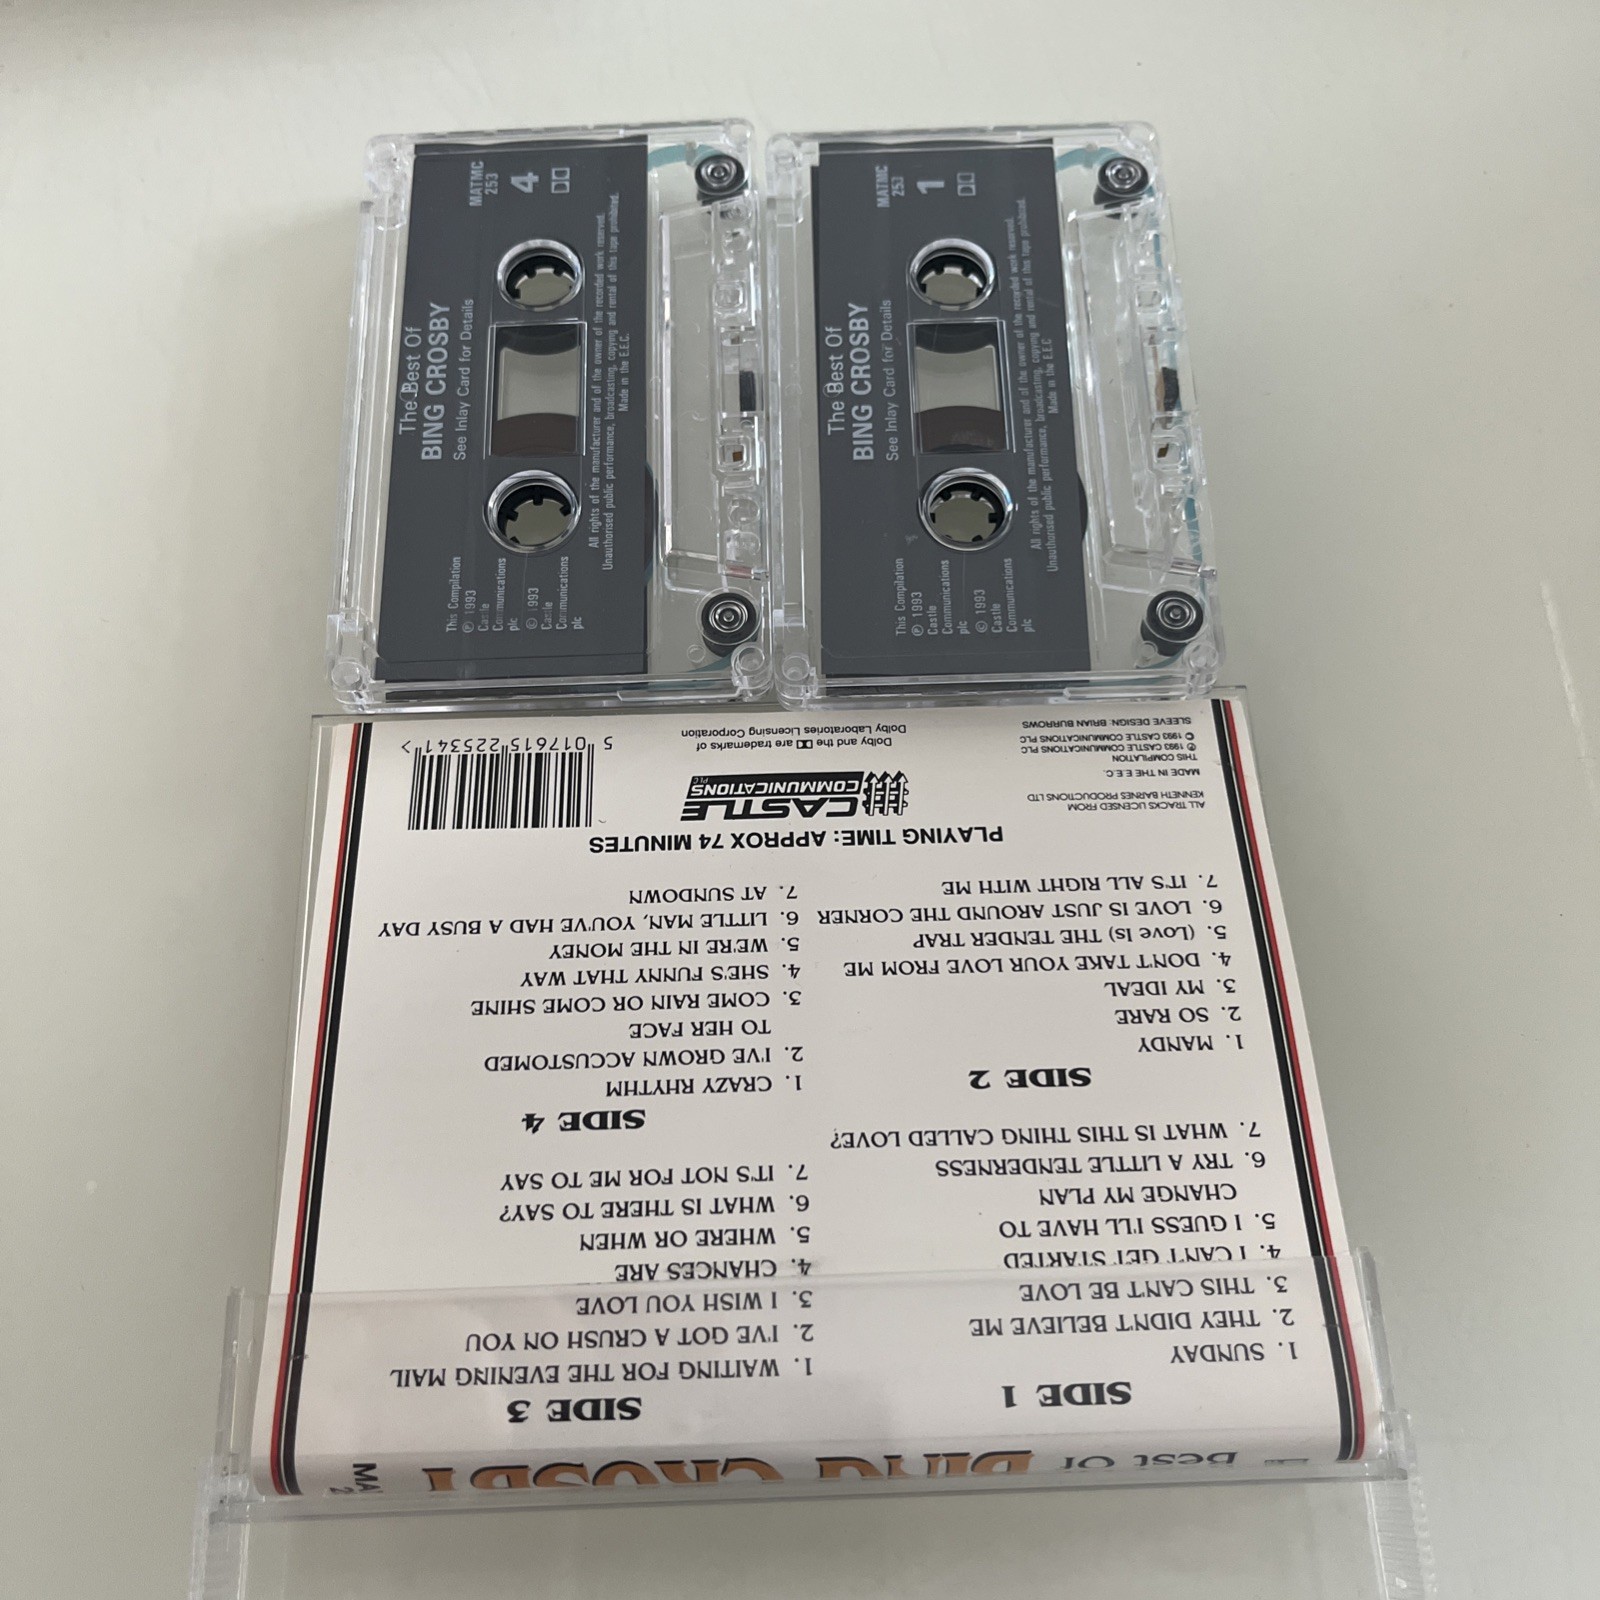 The Best Of
BING CROSBY
See Inlay Card for Details
MATMC
253
4
This Compilation
℗ 1993
Castle
Communications
plc
© 1993
Castle
Communications
plc
All rights of the manufacturer and of the owner of the recorded work reserved.
Unauthorised public performance, broadcasting, copying and rental of this tape prohibited.
Made in the E.E.C.
The Best Of
BING CROSBY
See Inlay Card for Details
MATMC
253
1
This Compilation
℗ 1993
Castle
Communications
plc
© 1993
Castle
Communications
plc
All rights of the manufacturer and of the owner of the recorded work reserved.
Unauthorised public performance, broadcasting, copying and rental of this tape prohibited.
Made in the E.E.C
Best Of BING CROSBY
SIDE 1
1. SUNDAY
2. THEY DIDN'T BELIEVE ME
3. THIS CAN'T BE LOVE
4. I CAN'T GET STARTED
5. I GUESS I'LL HAVE TO
CHANGE MY PLAN
6. TRY A LITTLE TENDERNESS
7. WHAT IS THIS THING CALLED LOVE?
SIDE 2
1. MANDY
2. SO RARE
3. MY IDEAL
4. DON'T TAKE YOUR LOVE FROM ME
5. (Love Is) THE TENDER TRAP
6. LOVE IS JUST AROUND THE CORNER
7. IT'S ALL RIGHT WITH ME
SIDE 3
1. WAITING FOR THE EVENING MAIL
2. I'VE GOT A CRUSH ON YOU
3. I WISH YOU LOVE
4. CHANCES ARE
5. WHERE OR WHEN
6. WHAT IS THERE TO SAY?
7. IT'S NOT FOR ME TO SAY
SIDE 4
1. CRAZY RHYTHM
2. I'VE GROWN ACCUSTOMED
TO HER FACE
3. COME RAIN OR COME SHINE
4. SHE'S FUNNY THAT WAY
5. WE'RE IN THE MONEY
6. LITTLE MAN, YOU'VE HAD A BUSY DAY
7. AT SUNDOWN
PLAYING TIME: APPROX 74 MINUTES
ALL TRACKS LICENSED FROM
KENNETH BARNES PRODUCTIONS LTD
MADE IN THE E.E.C.
THIS COMPILATION
℗ 1993 CASTLE COMMUNICATIONS PLC
© 1993 CASTLE COMMUNICATIONS PLC
SLEEVE DESIGN: BRIAN BURROWS
CASTLE
COMMUNICATIONS
PLC
Dolby and the are trademarks of
Dolby Laboratories Licensing Corporation
5 017615 225341 >